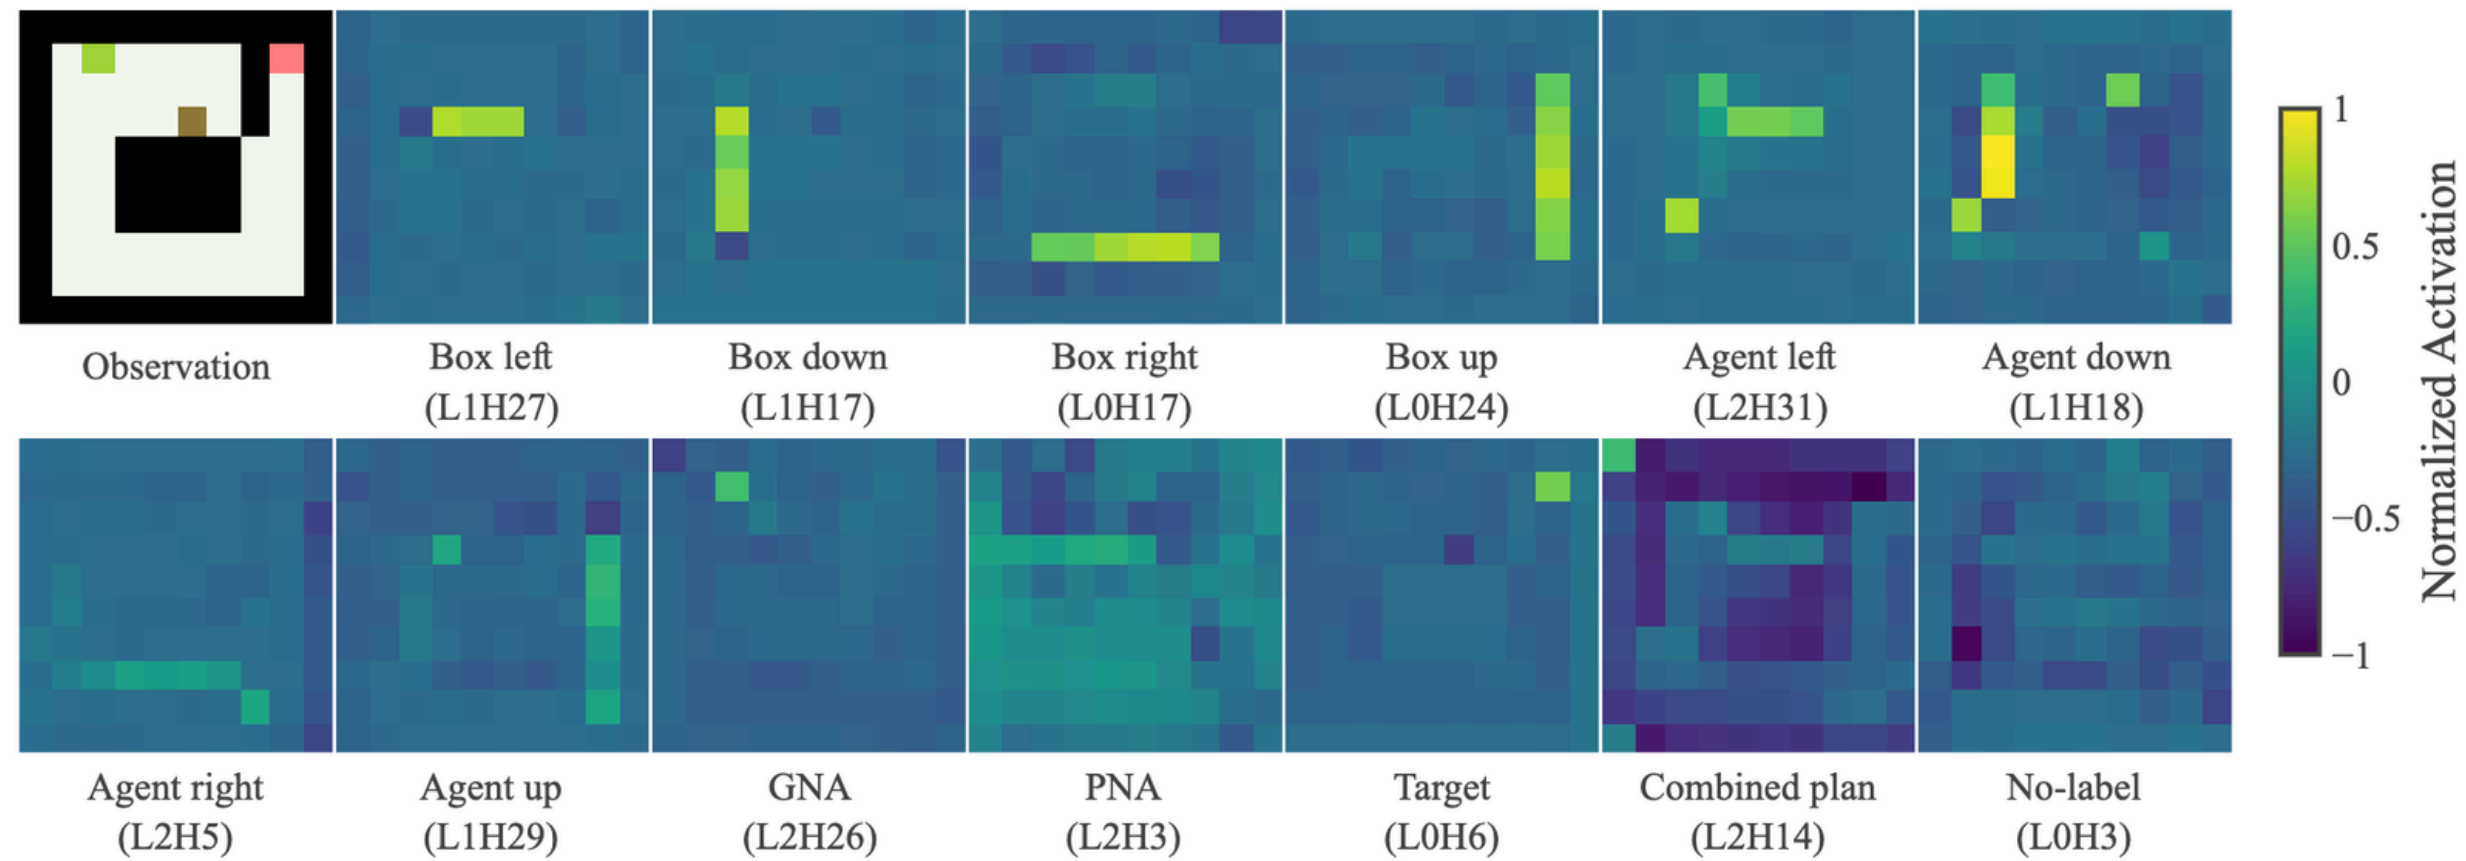 Observation
Box left
(L1H27)
Box down
(L1H17)
Box right
(L0H17)
Box up
(L0H24)
Agent left
(L2H31)
Agent down
(L1H18)
Agent right
(L2H5)
Agent up
(L1H29)
GNA
(L2H26)
PNA
(L2H3)
Target
(L0H6)
Combined plan
(L2H14)
No-label
(L0H3)
1
0.5
0
−0.5
−1
Normalized Activation